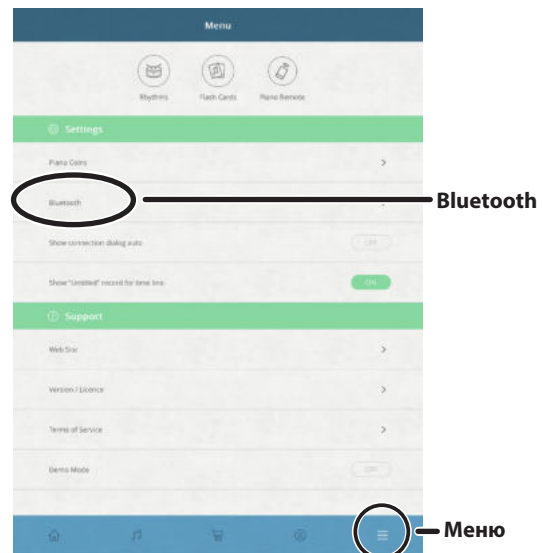 Menu
Rhythms Flash Cards Piano Remote
Settings
Piano Coins
Bluetooth
Bluetooth
Show connection dialog auto OFF
Show "Untitled" record for time line ON
Support
Web Site
Version / Licence
Terms of Service
Demo Mode OFF
Меню